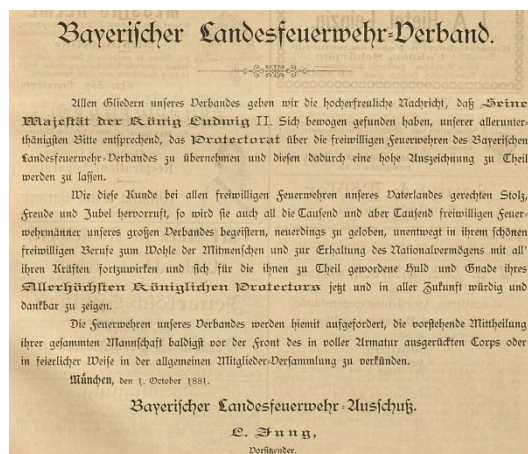 Bayerischer Landesfeuerwehr-Verband.
Allen Gliedern unseres Verbandes geben wir die hocherfreuliche Nachricht, daß Seine
Majestät der König Ludwig II. Sich bewogen gefunden haben, unserer allerunter-
thänigsten Bitte entsprechend, das Protectorat über die freiwilligen Feuerwehren des Bayerischen
Landesfeuerwehr-Verbandes zu übernehmen und diesen dadurch eine hohe Auszeichnung zu Theil
werden zu lassen.
Wie diese Kunde bei allen freiwilligen Feuerwehren unseres Vaterlandes gerechten Stolz,
Freude und Jubel hervorruft, so wird sie auch all die Tausend und aber Tausend freiwilligen Feuer-
wehrmänner unseres großen Verbandes begeistern, neuerdings zu geloben, unentwegt in ihrem schönen
freiwilligen Berufe zum Wohle der Mitmenschen und zur Erhaltung des Nationalvermögens mit all'
ihren Kräften fortzuwirken und sich für die ihnen zu Theil gewordene Huld und Gnade ihres
Allerhöchsten Königlichen Protectors jetzt und in aller Zukunft würdig und
dankbar zu zeigen.
Die Feuerwehren unseres Verbandes werden hiemit aufgefordert, die vorstehende Mittheilung
ihrer gesammten Mannschaft baldigst vor der Front des in voller Armatur ausgerückten Corps oder
in feierlicher Weise in der allgemeinen Mitglieder-Versammlung zu verkünden.
München, den 1. October 1881.
Bayerischer Landesfeuerwehr-Ausschuß.
L. Jung,
Vorsitzender.